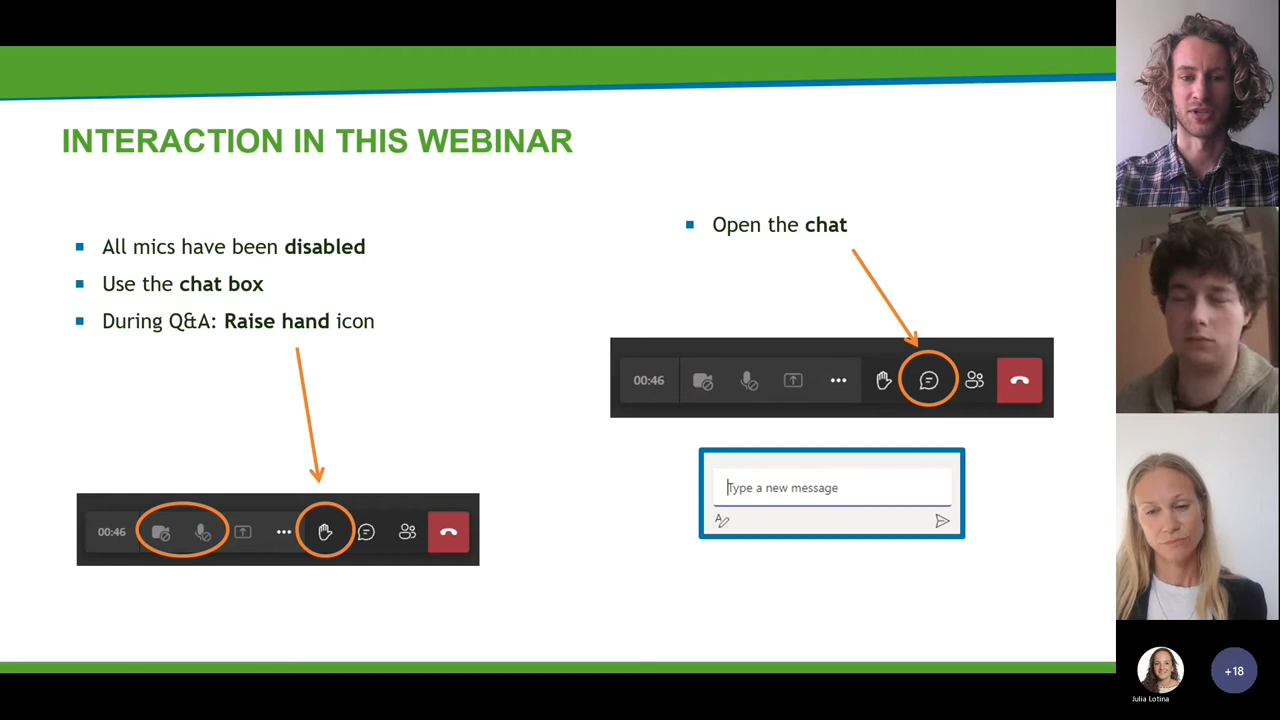 INTERACTION IN THIS WEBINAR
All mics have been disabled
Use the chat box
During Q&A: Raise hand icon
00:46
Open the chat
00:46
Type a new message
Julia Lotina
+18